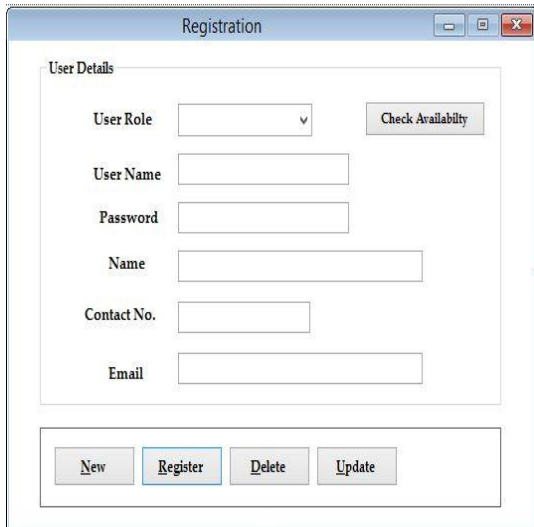 Registration
User Details
User Role
Check Availabilty
User Name
Password
Name
Contact No.
Email
New Register Delete Update